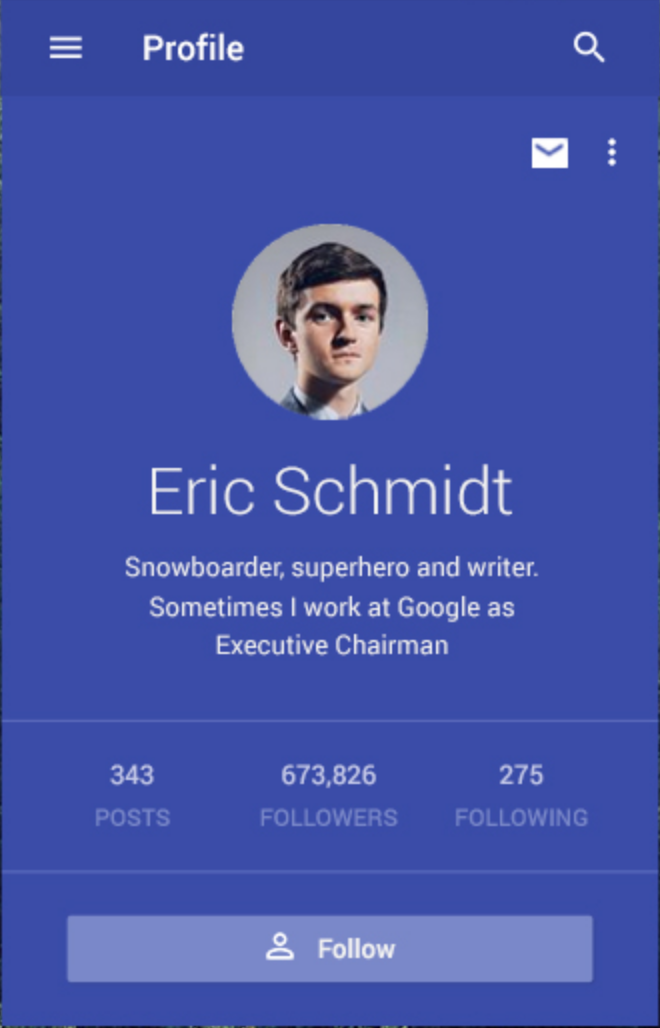 Profile
Eric Schmidt
Snowboarder, superhero and writer.
Sometimes I work at Google as
Executive Chairman
343 673,826 275
POSTS FOLLOWERS FOLLOWING
Follow